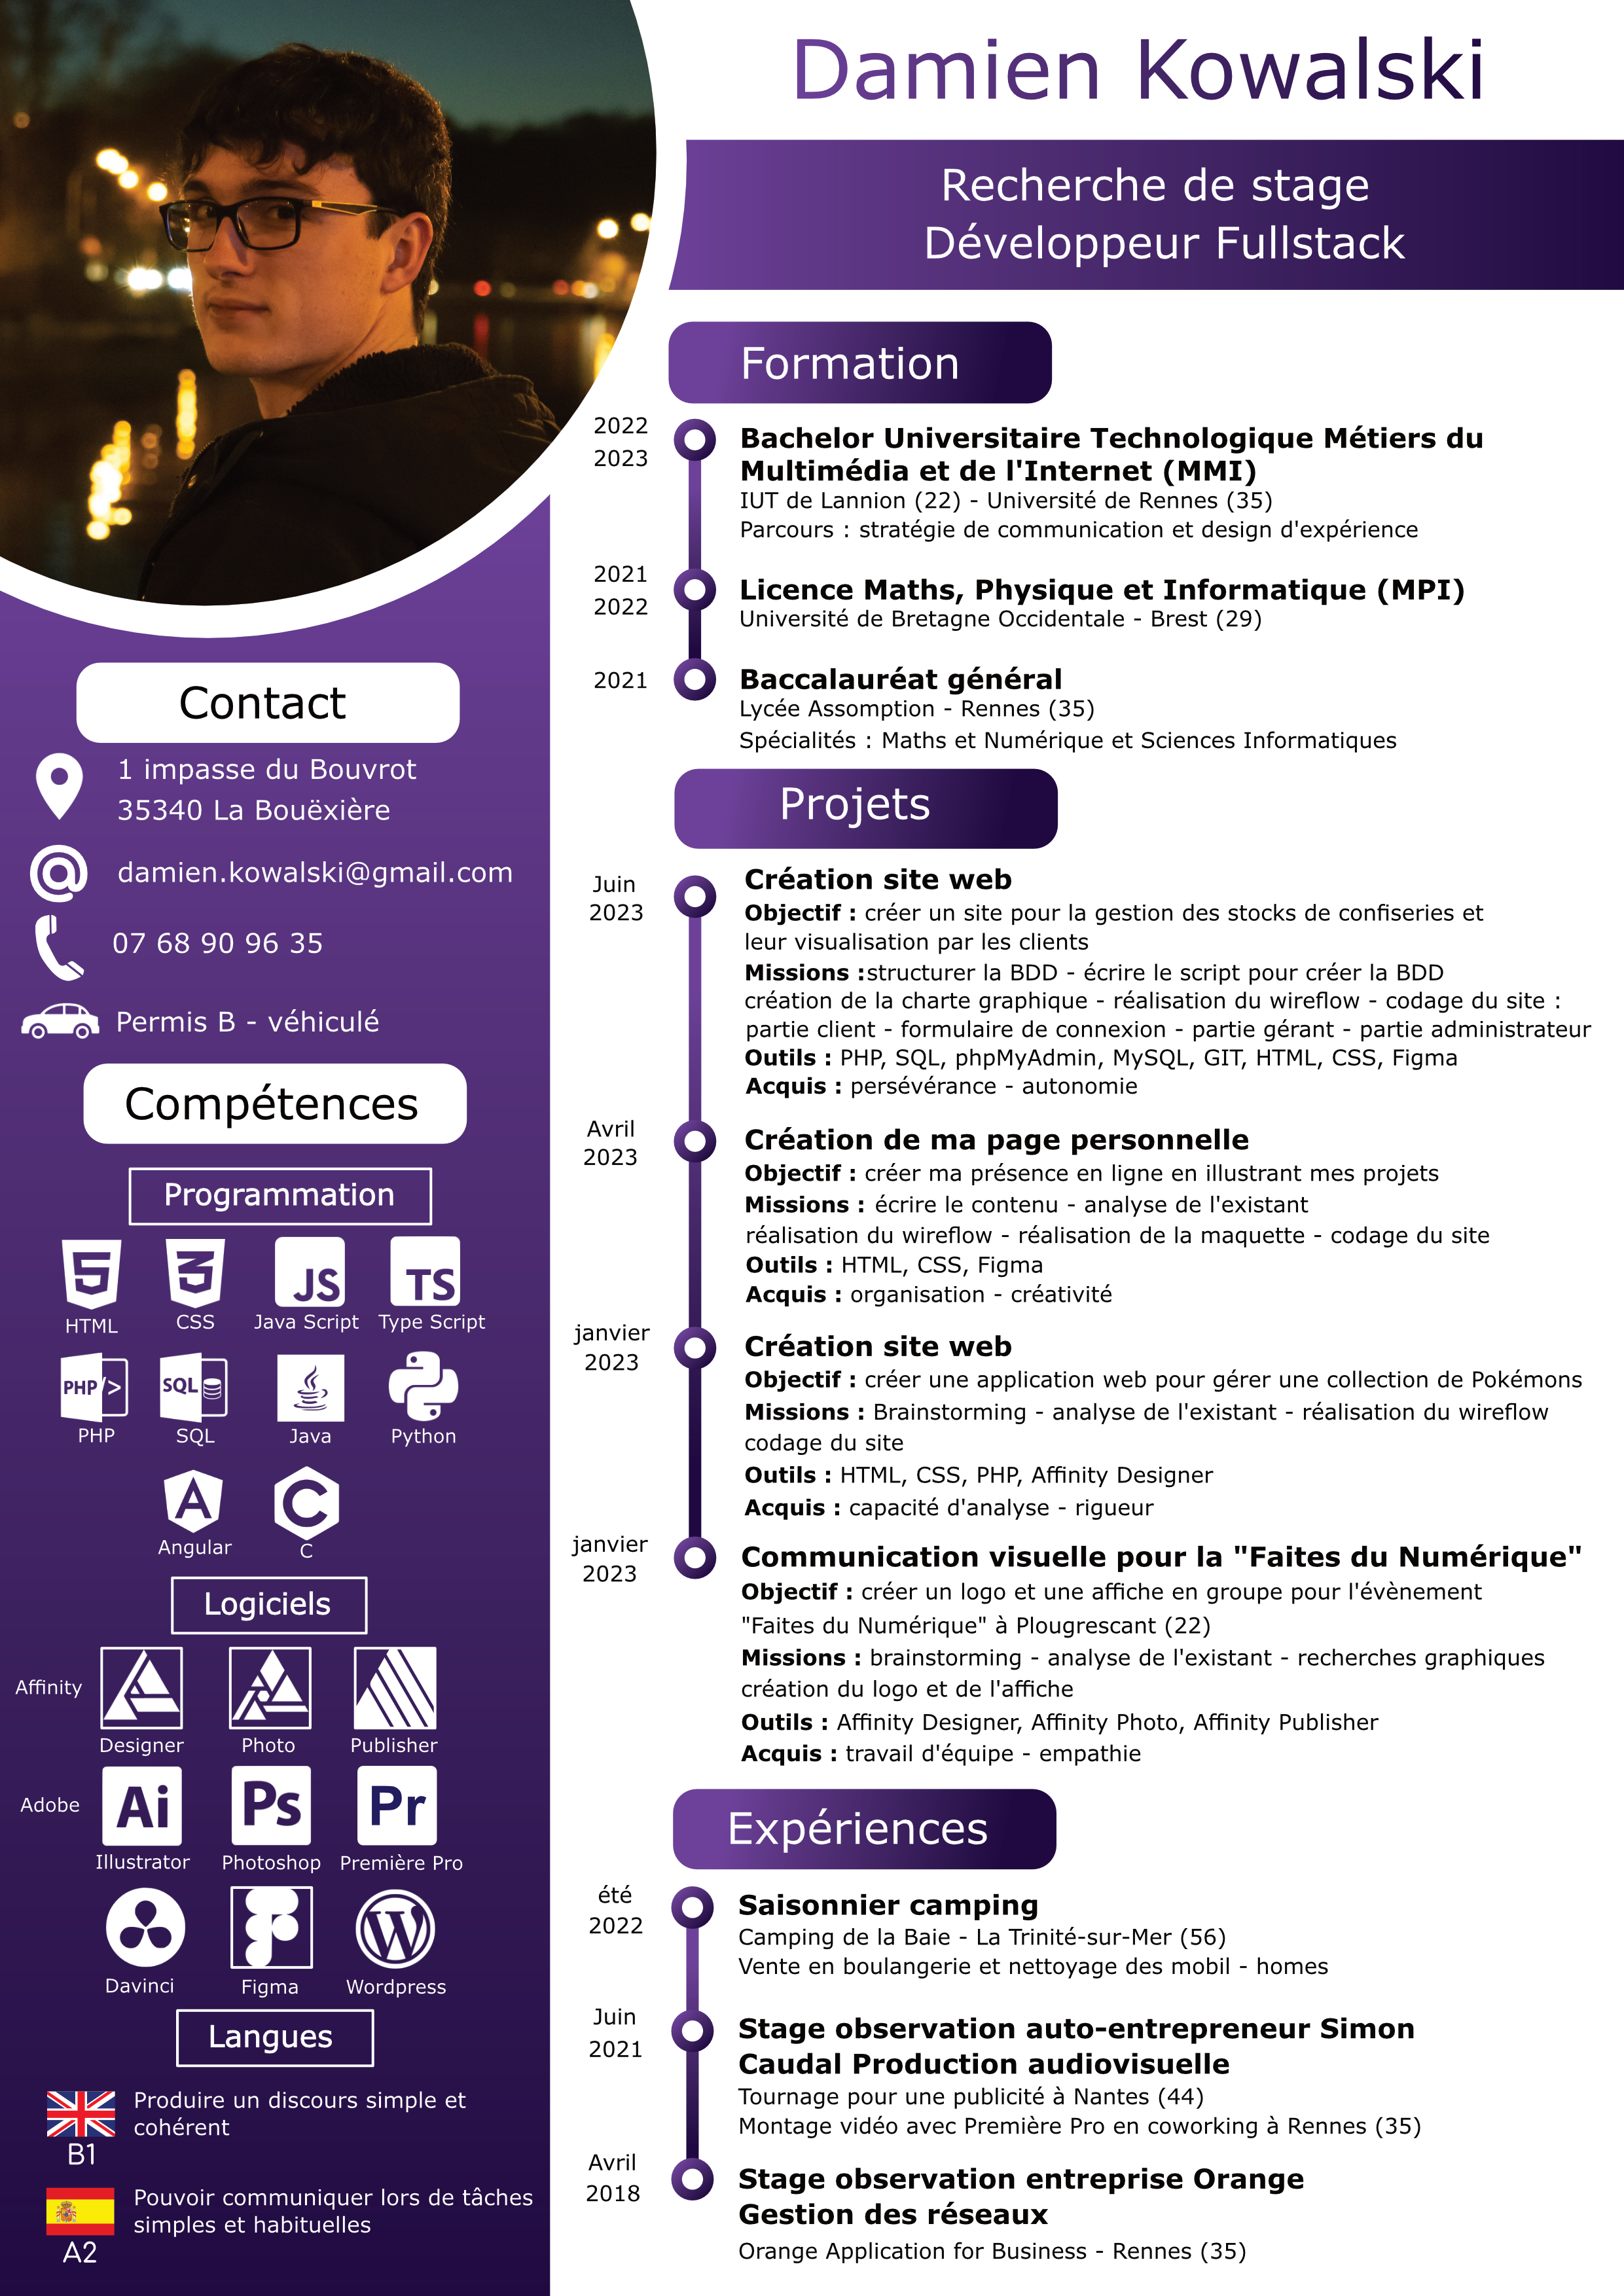 Damien Kowalski
Recherche de stage
Développeur Fullstack
Contact
1 impasse du Bouvrot
35340 La Bouëxière
damien.kowalski@gmail.com
07 68 90 96 35
Permis B - véhiculé
Compétences
Programmation
5 3 JS TS
HTML CSS Java Script Type Script
PHP /> SQL
PHP SQL Java Python
A C
Angular C
Logiciels
Affinity
Designer Photo Publisher
Adobe
Ai Ps Pr
Illustrator Photoshop Première Pro
W
Davinci Figma Wordpress
Langues
Produire un discours simple et
cohérent
B1
Pouvoir communiquer lors de tâches
simples et habituelles
A2
Formation
2022
2023
Bachelor Universitaire Technologique Métiers du
Multimédia et de l'Internet (MMI)
IUT de Lannion (22) - Université de Rennes (35)
Parcours : stratégie de communication et design d'expérience
2021
2022
Licence Maths, Physique et Informatique (MPI)
Université de Bretagne Occidentale - Brest (29)
2021
Baccalauréat général
Lycée Assomption - Rennes (35)
Spécialités : Maths et Numérique et Sciences Informatiques
Projets
Juin
2023
Création site web
Objectif : créer un site pour la gestion des stocks de confiseries et
leur visualisation par les clients
Missions :structurer la BDD - écrire le script pour créer la BDD
création de la charte graphique - réalisation du wireflow - codage du site :
partie client - formulaire de connexion - partie gérant - partie administrateur
Outils : PHP, SQL, phpMyAdmin, MySQL, GIT, HTML, CSS, Figma
Acquis : persévérance - autonomie
Avril
2023
Création de ma page personnelle
Objectif : créer ma présence en ligne en illustrant mes projets
Missions : écrire le contenu - analyse de l'existant
réalisation du wireflow - réalisation de la maquette - codage du site
Outils : HTML, CSS, Figma
Acquis : organisation - créativité
janvier
2023
Création site web
Objectif : créer une application web pour gérer une collection de Pokémons
Missions : Brainstorming - analyse de l'existant - réalisation du wireflow
codage du site
Outils : HTML, CSS, PHP, Affinity Designer
Acquis : capacité d'analyse - rigueur
janvier
2023
Communication visuelle pour la "Faites du Numérique"
Objectif : créer un logo et une affiche en groupe pour l'évènement
"Faites du Numérique" à Plougrescant (22)
Missions : brainstorming - analyse de l'existant - recherches graphiques
création du logo et de l'affiche
Outils : Affinity Designer, Affinity Photo, Affinity Publisher
Acquis : travail d'équipe - empathie
Expériences
été
2022
Saisonnier camping
Camping de la Baie - La Trinité-sur-Mer (56)
Vente en boulangerie et nettoyage des mobil - homes
Juin
2021
Stage observation auto-entrepreneur Simon
Caudal Production audiovisuelle
Tournage pour une publicité à Nantes (44)
Montage vidéo avec Première Pro en coworking à Rennes (35)
Avril
2018
Stage observation entreprise Orange
Gestion des réseaux
Orange Application for Business - Rennes (35)